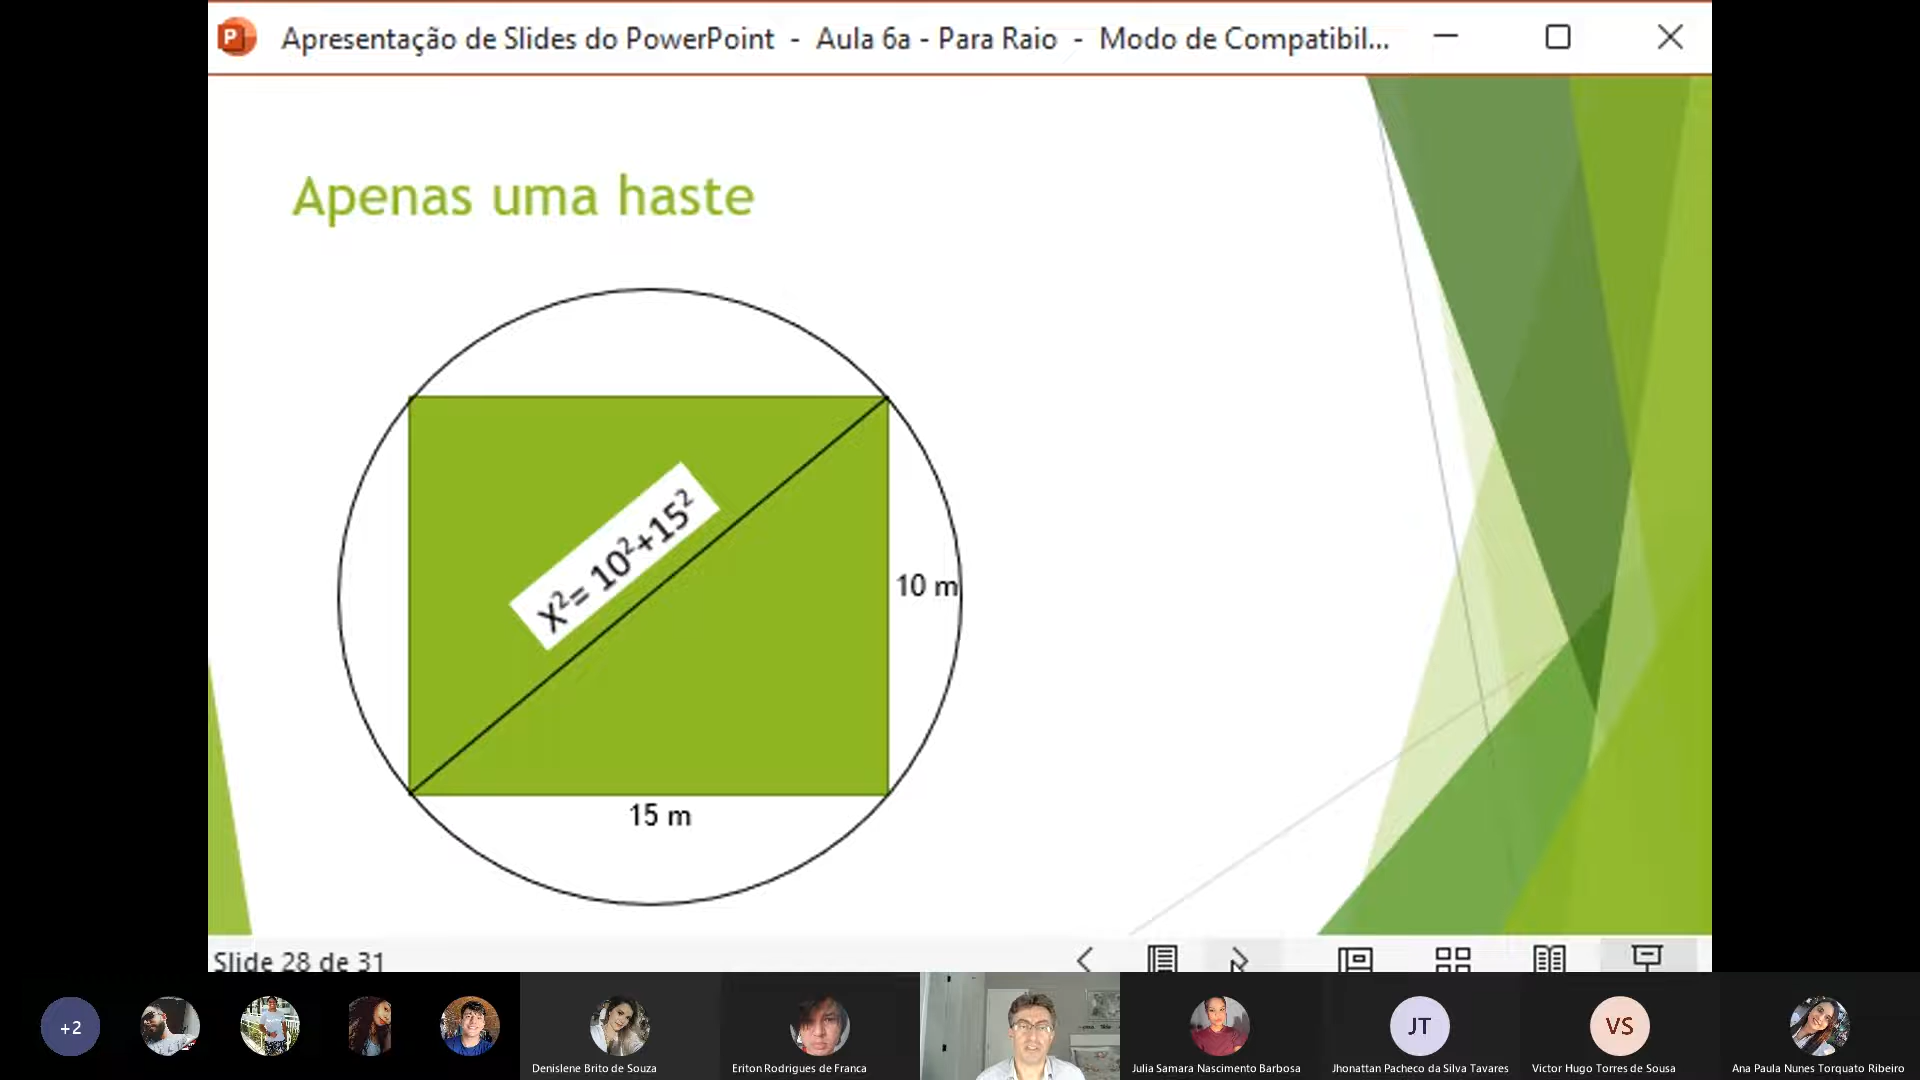 Apresentação de Slides do PowerPoint - Aula 6a - Para Raio - Modo de Compatibil...
Apenas uma haste
X²= 10²+15²
10 m
15 m
Slide 28 de 31
+2
JT
VS
Denislene Brito de Souza
Eriton Rodrigues de Franca
Julia Samara Nascimento Barbosa
Jhonattan Pacheco da Silva Tavares
Victor Hugo Torres de Sousa
Ana Paula Nunes Torquato Ribeiro